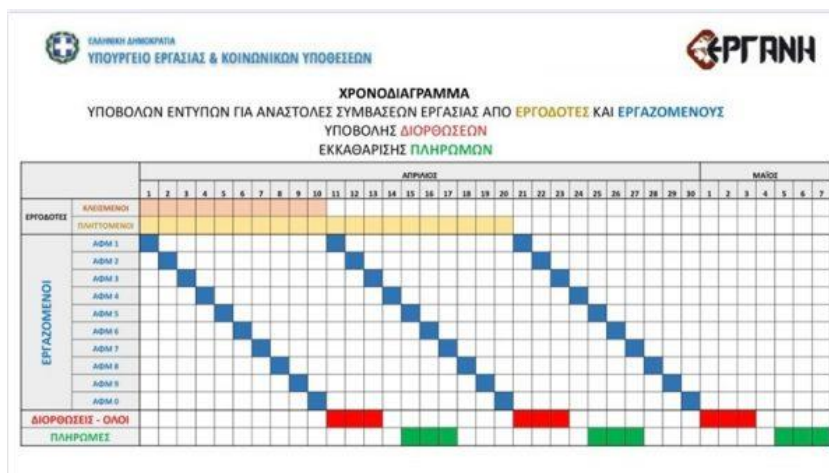 ΕΛΛΗΝΙΚΗ ΔΗΜΟΚΡΑΤΙΑ
ΥΠΟΥΡΓΕΙΟ ΕΡΓΑΣΙΑΣ & ΚΟΙΝΩΝΙΚΩΝ ΥΠΟΘΕΣΕΩΝ
ΕΡΓΑΝΗ
ΧΡΟΝΟΔΙΑΓΡΑΜΜΑ
ΥΠΟΒΟΛΩΝ ΕΝΤΥΠΩΝ ΓΙΑ ΑΝΑΣΤΟΛΕΣ ΣΥΜΒΑΣΕΩΝ ΕΡΓΑΣΙΑΣ ΑΠΟ ΕΡΓΟΔΟΤΕΣ ΚΑΙ ΕΡΓΑΖΟΜΕΝΟΥΣ
ΥΠΟΒΟΛΗΣ ΔΙΟΡΘΩΣΕΩΝ
ΕΚΚΑΘΑΡΙΣΗΣ ΠΛΗΡΩΜΩΝ
ΑΠΡΙΛΙΟΣ ΜΑΪΟΣ
1 2 3 4 5 6 7 8 9 10 11 12 13 14 15 16 17 18 19 20 21 22 23 24 25 26 27 28 29 30 1 2 3 4 5 6 7
ΕΡΓΟΔΟΤΕΣ
ΚΛΕΙΣΜΕΝΟΙ
ΠΛΗΤΤΟΜΕΝΟΙ
ΕΡΓΑΖΟΜΕΝΟΙ
ΑΦΜ 1
ΑΦΜ 2
ΑΦΜ 3
ΑΦΜ 4
ΑΦΜ 5
ΑΦΜ 6
ΑΦΜ 7
ΑΦΜ 8
ΑΦΜ 9
ΑΦΜ 0
ΔΙΟΡΘΩΣΕΙΣ - ΟΛΟΙ
ΠΛΗΡΩΜΕΣ